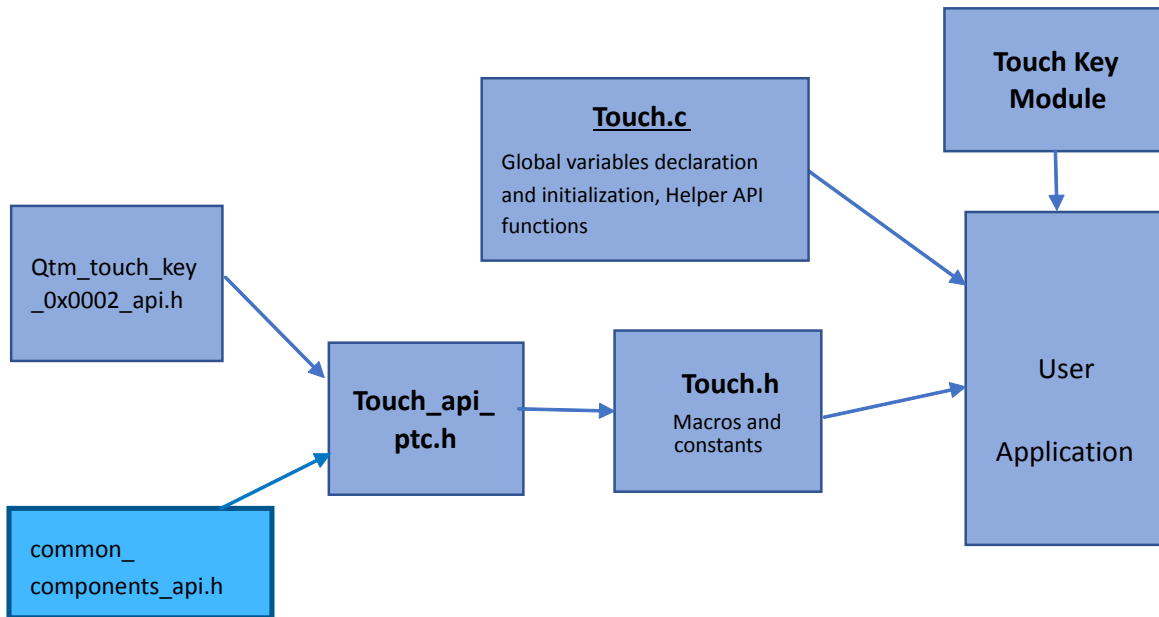 Touch Key
Module
Touch.c
Global variables declaration
and initialization, Helper API
functions
Qtm_touch_key
_0x0002_api.h
Touch_api_
ptc.h
Touch.h
Macros and
constants
User
Application
common_
components_api.h